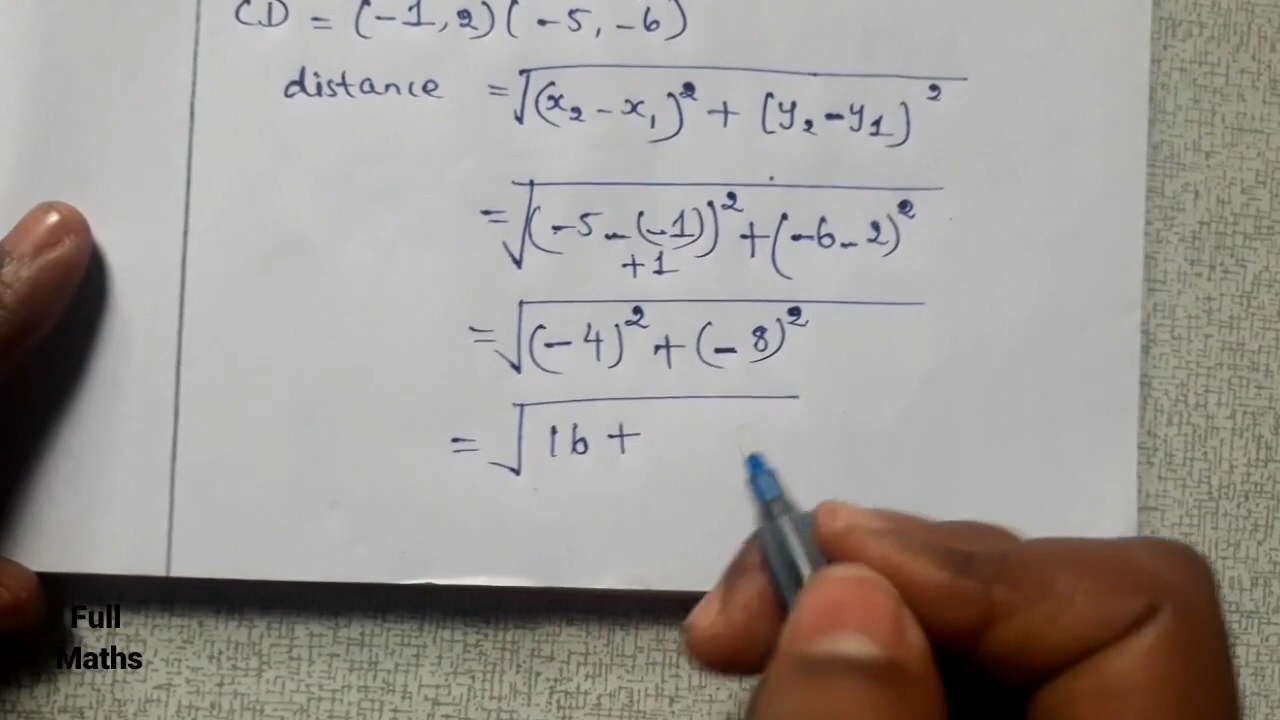 CD = (-1,2)(-5,-6)
distance = √(x₂-x₁)² + (y₂-y₁)²
= √(-5-(-1))² + (-6-2)²
+1
= √(-4)² + (-8)²
= √16 +
Full
Maths